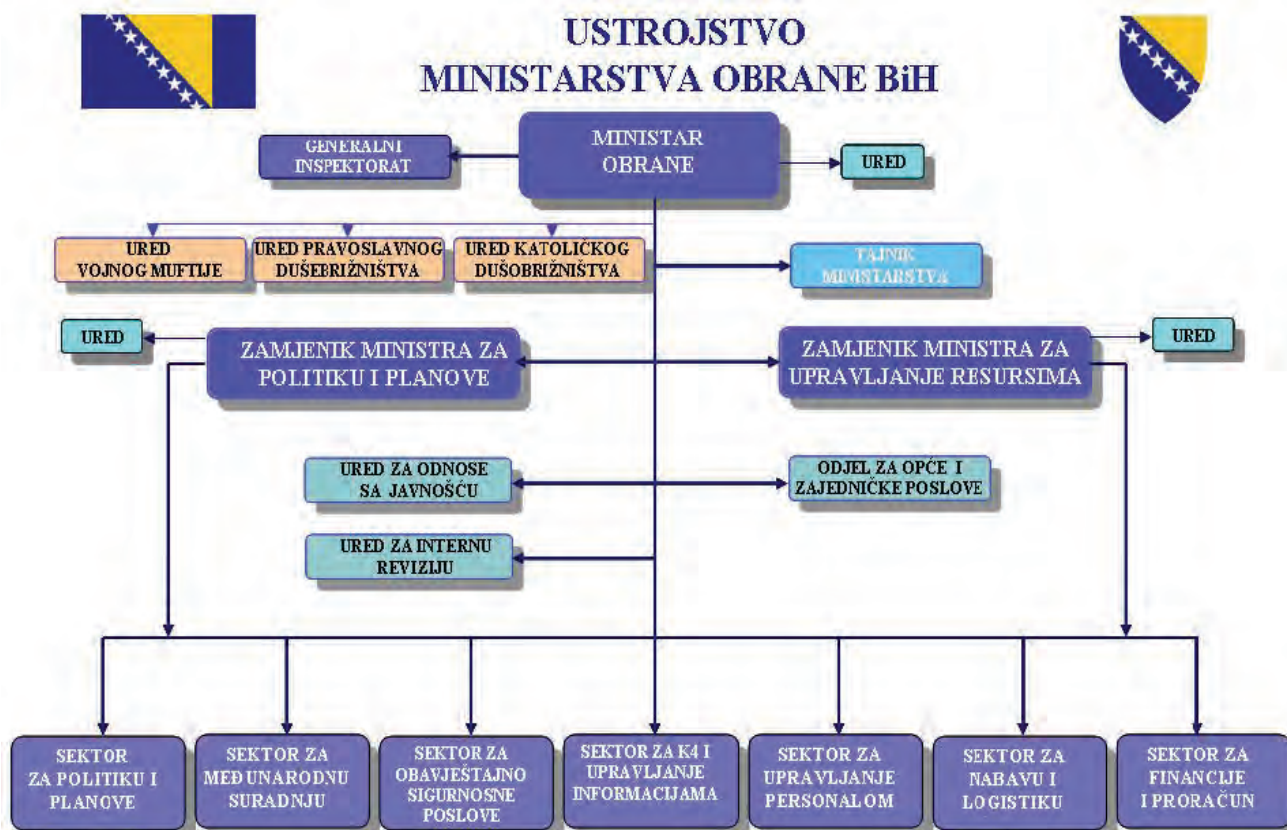 USTROJSTVO
MINISTARSTVA OBRANE BiH
MINISTAR
OBRANE
GENERALNI
INSPEKTORAT
URED
URED
VOJNOG MUFTIJE
URED PRAVOSLAVNOG
DUŠEBRIŽNIŠTVA
URED KATOLIČKOG
DUŠOBRIŽNIŠTVA
TAJNIK
MINISTARSTVA
URED
ZAMJENIK MINISTRA ZA
POLITIKU I PLANOVE
ZAMJENIK MINISTRA ZA
UPRAVLJANJE RESURSIMA
URED
URED ZA ODNOSE
SA JAVNOŠĆU
ODJEL ZA OPĆE I
ZAJEDNIČKE POSLOVE
URED ZA INTERNU
REVIZIJU
SEKTOR
ZA POLITIKU I
PLANOVE
SEKTOR ZA
MEĐUNARODNU
SURADNJU
SEKTOR ZA
OBAVJEŠTAJNO
SIGURNOSNE
POSLOVE
SEKTOR ZA K4 I
UPRAVLJANJE
INFORMACIJAMA
SEKTOR ZA
UPRAVLJANJE
PERSONALOM
SEKTOR ZA
NABAVU I
LOGISTIKU
SEKTOR ZA
FINANCIJE
I PRORAČUN